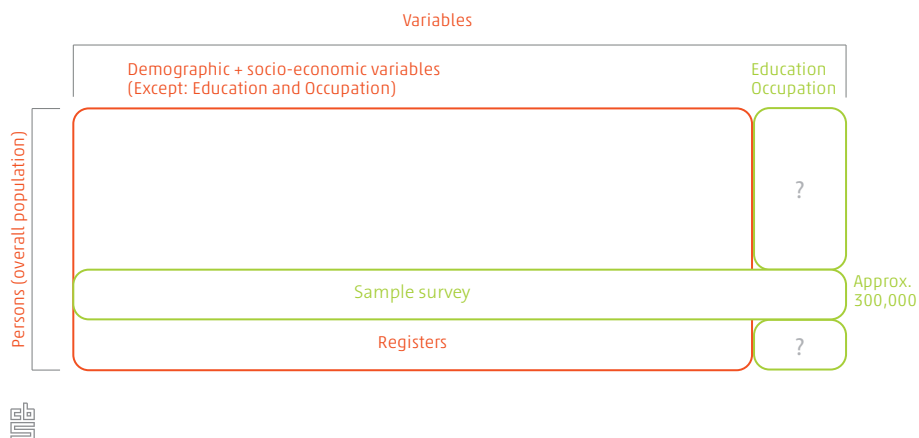 Variables
Demographic + socio-economic variables
(Except: Education and Occupation)
Education
Occupation
Persons (overall population)
?
Sample survey
Approx.
300,000
Registers
?
cbs